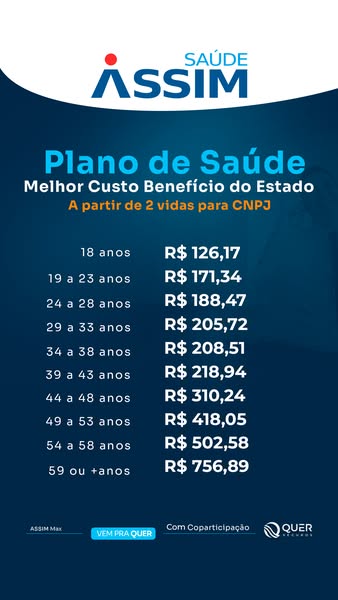 SAÚDE
ASSIM
Plano de Saúde
Melhor Custo Benefício do Estado
A partir de 2 vidas para CNPJ
18 anos R$ 126,17
19 a 23 anos R$ 171,34
24 a 28 anos R$ 188,47
29 a 33 anos R$ 205,72
34 a 38 anos R$ 208,51
39 a 43 anos R$ 218,94
44 a 48 anos R$ 310,24
49 a 53 anos R$ 418,05
54 a 58 anos R$ 502,58
59 ou +anos R$ 756,89
ASSIM Max VEM PRA QUER Com Coparticipação QUER
SEGUROS